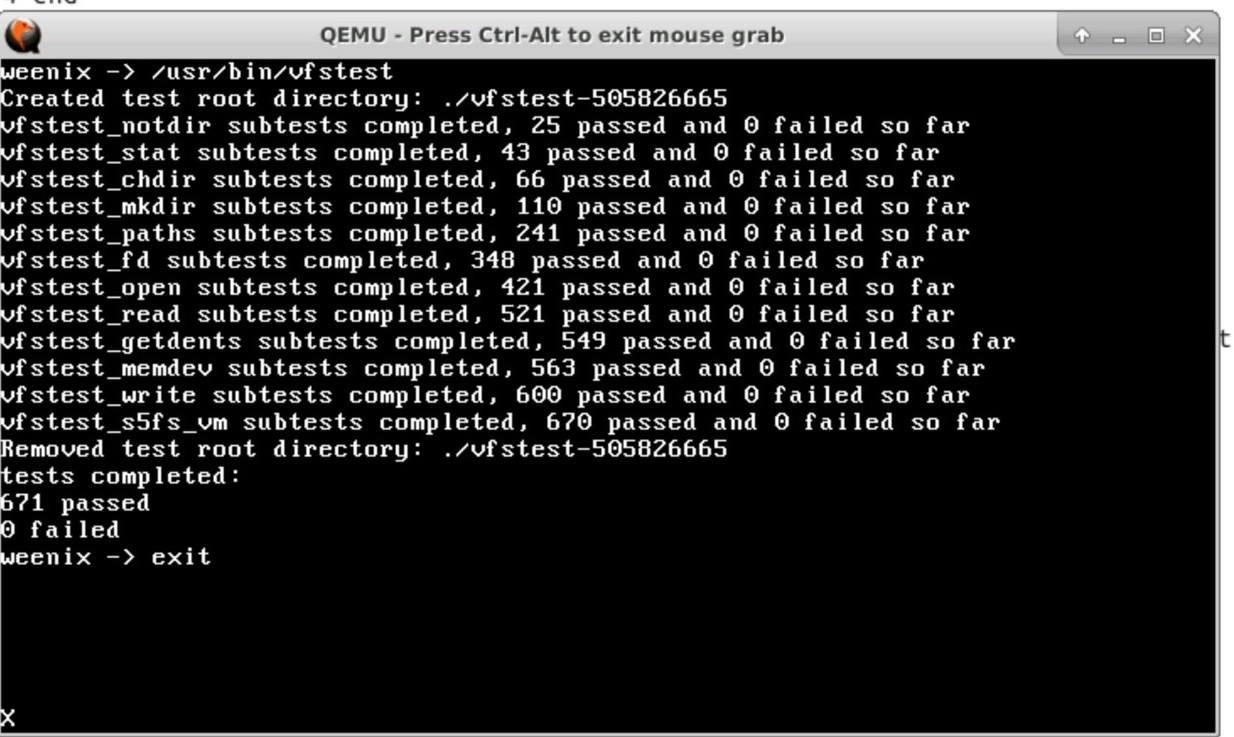 QEMU - Press Ctrl-Alt to exit mouse grab
weenix -> /usr/bin/vfstest
Created test root directory: ./vfstest-505826665
vfstest_notdir subtests completed, 25 passed and 0 failed so far
vfstest_stat subtests completed, 43 passed and 0 failed so far
vfstest_chdir subtests completed, 66 passed and 0 failed so far
vfstest_mkdir subtests completed, 110 passed and 0 failed so far
vfstest_paths subtests completed, 241 passed and 0 failed so far
vfstest_fd subtests completed, 348 passed and 0 failed so far
vfstest_open subtests completed, 421 passed and 0 failed so far
vfstest_read subtests completed, 521 passed and 0 failed so far
vfstest_getdents subtests completed, 549 passed and 0 failed so far
vfstest_memdev subtests completed, 563 passed and 0 failed so far
vfstest_write subtests completed, 600 passed and 0 failed so far
vfstest_s5fs_vm subtests completed, 670 passed and 0 failed so far
Removed test root directory: ./vfstest-505826665
tests completed:
671 passed
0 failed
weenix -> exit
X
t